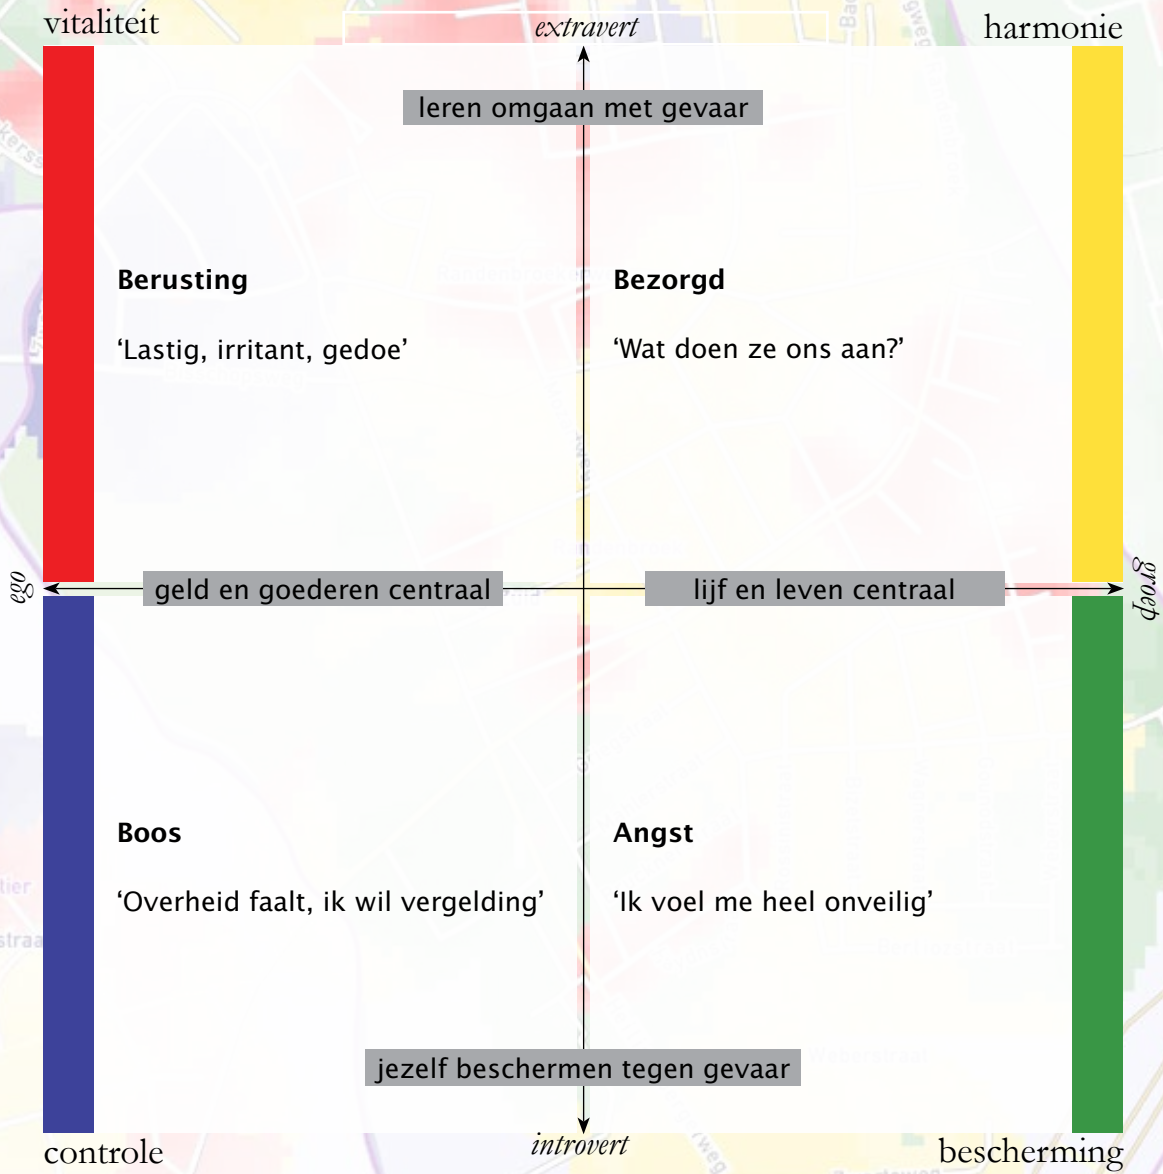 vitaliteit
extravert
harmonie
leren omgaan met gevaar
Berusting
Bezorgd
‘Lastig, irritant, gedoe’
‘Wat doen ze ons aan?’
ego
geld en goederen centraal
lijf en leven centraal
groep
Boos
Angst
‘Overheid faalt, ik wil vergelding’
‘Ik voel me heel onveilig’
jezelf beschermen tegen gevaar
controle
introvert
bescherming